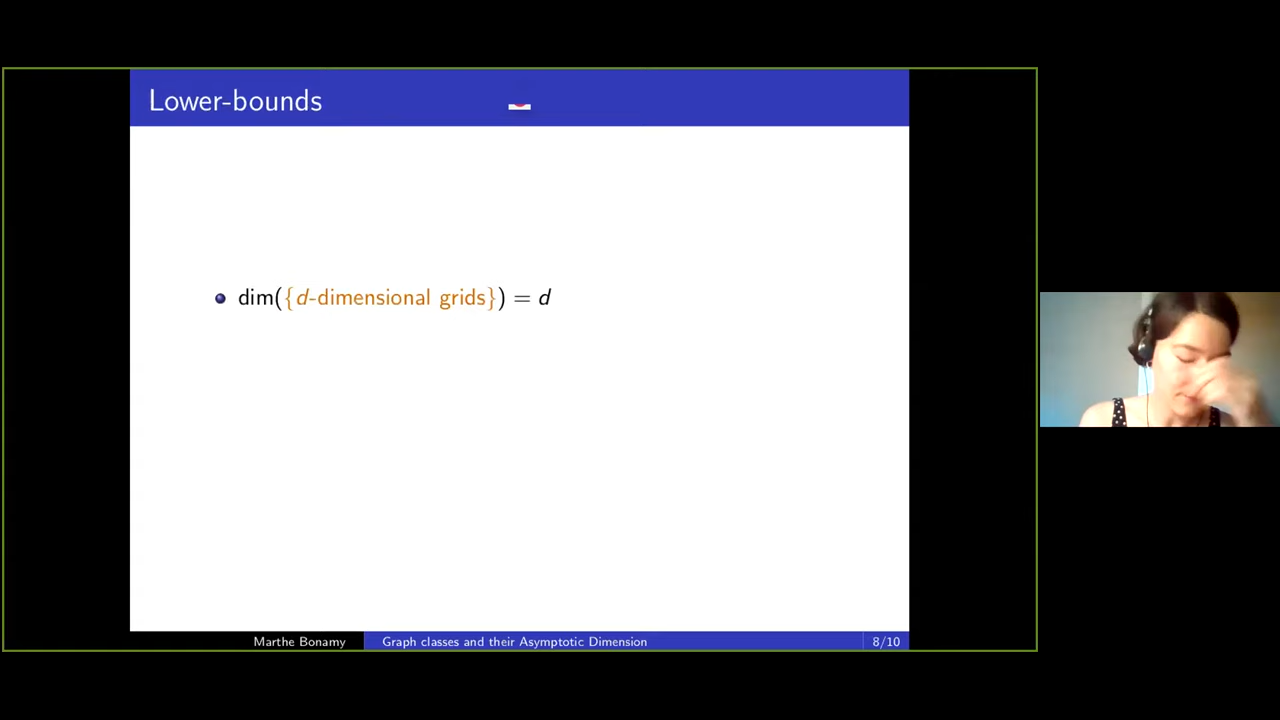 Lower-bounds
dim({d-dimensional grids}) = d
Marthe Bonamy
Graph classes and their Asymptotic Dimension
8/10